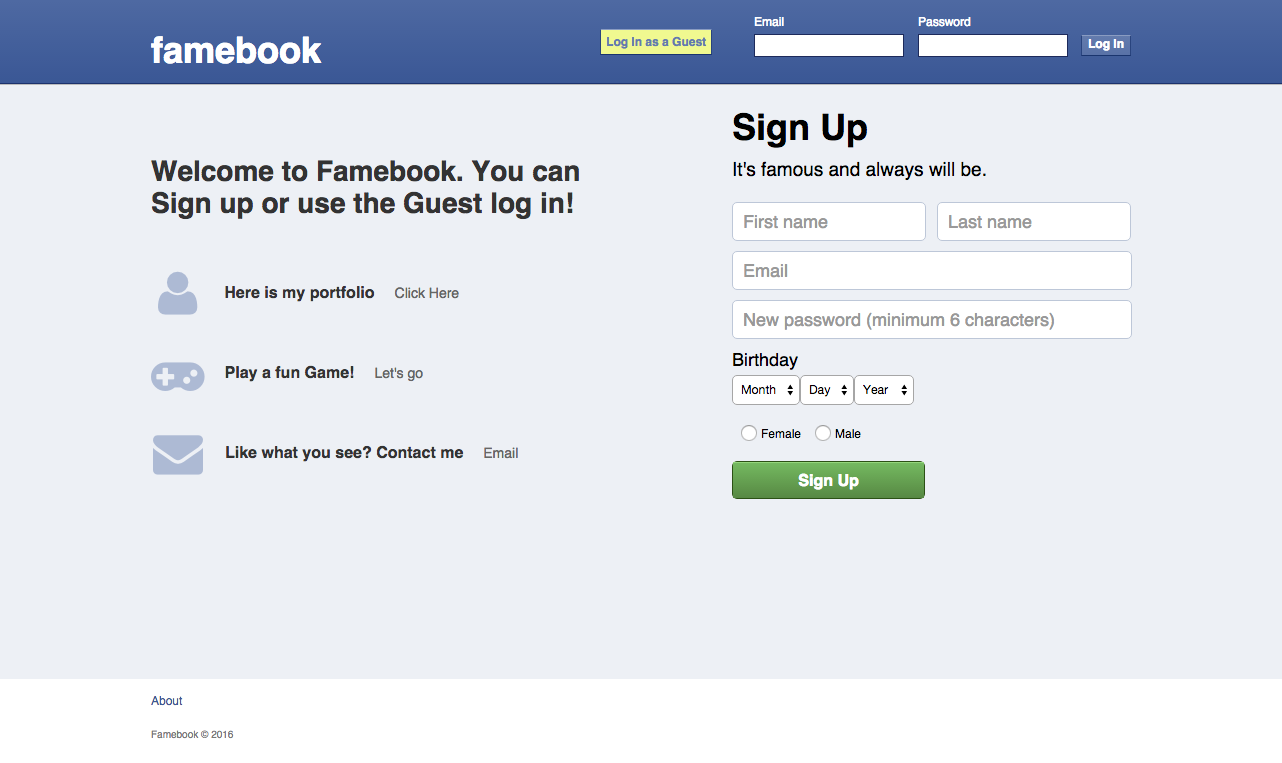 famebook
Log In as a Guest
Email
Password
Log In
Welcome to Famebook. You can
Sign up or use the Guest log in!
Here is my portfolio Click Here
Play a fun Game! Let's go
Like what you see? Contact me Email
Sign Up
It's famous and always will be.
First name
Last name
Email
New password (minimum 6 characters)
Birthday
Month Day Year
Female Male
Sign Up
About
Famebook © 2016